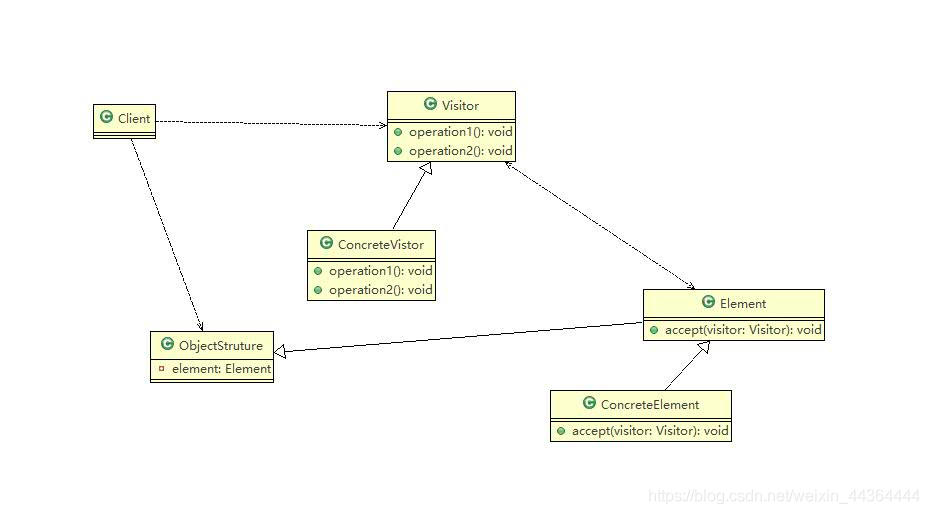 Client
Visitor
operation1(): void
operation2(): void
ConcreteVistor
operation1(): void
operation2(): void
Element
accept(visitor: Visitor): void
ObjectStruture
element: Element
ConcreteElement
accept(visitor: Visitor): void
https://blog.csdn.net/weixin_44364444